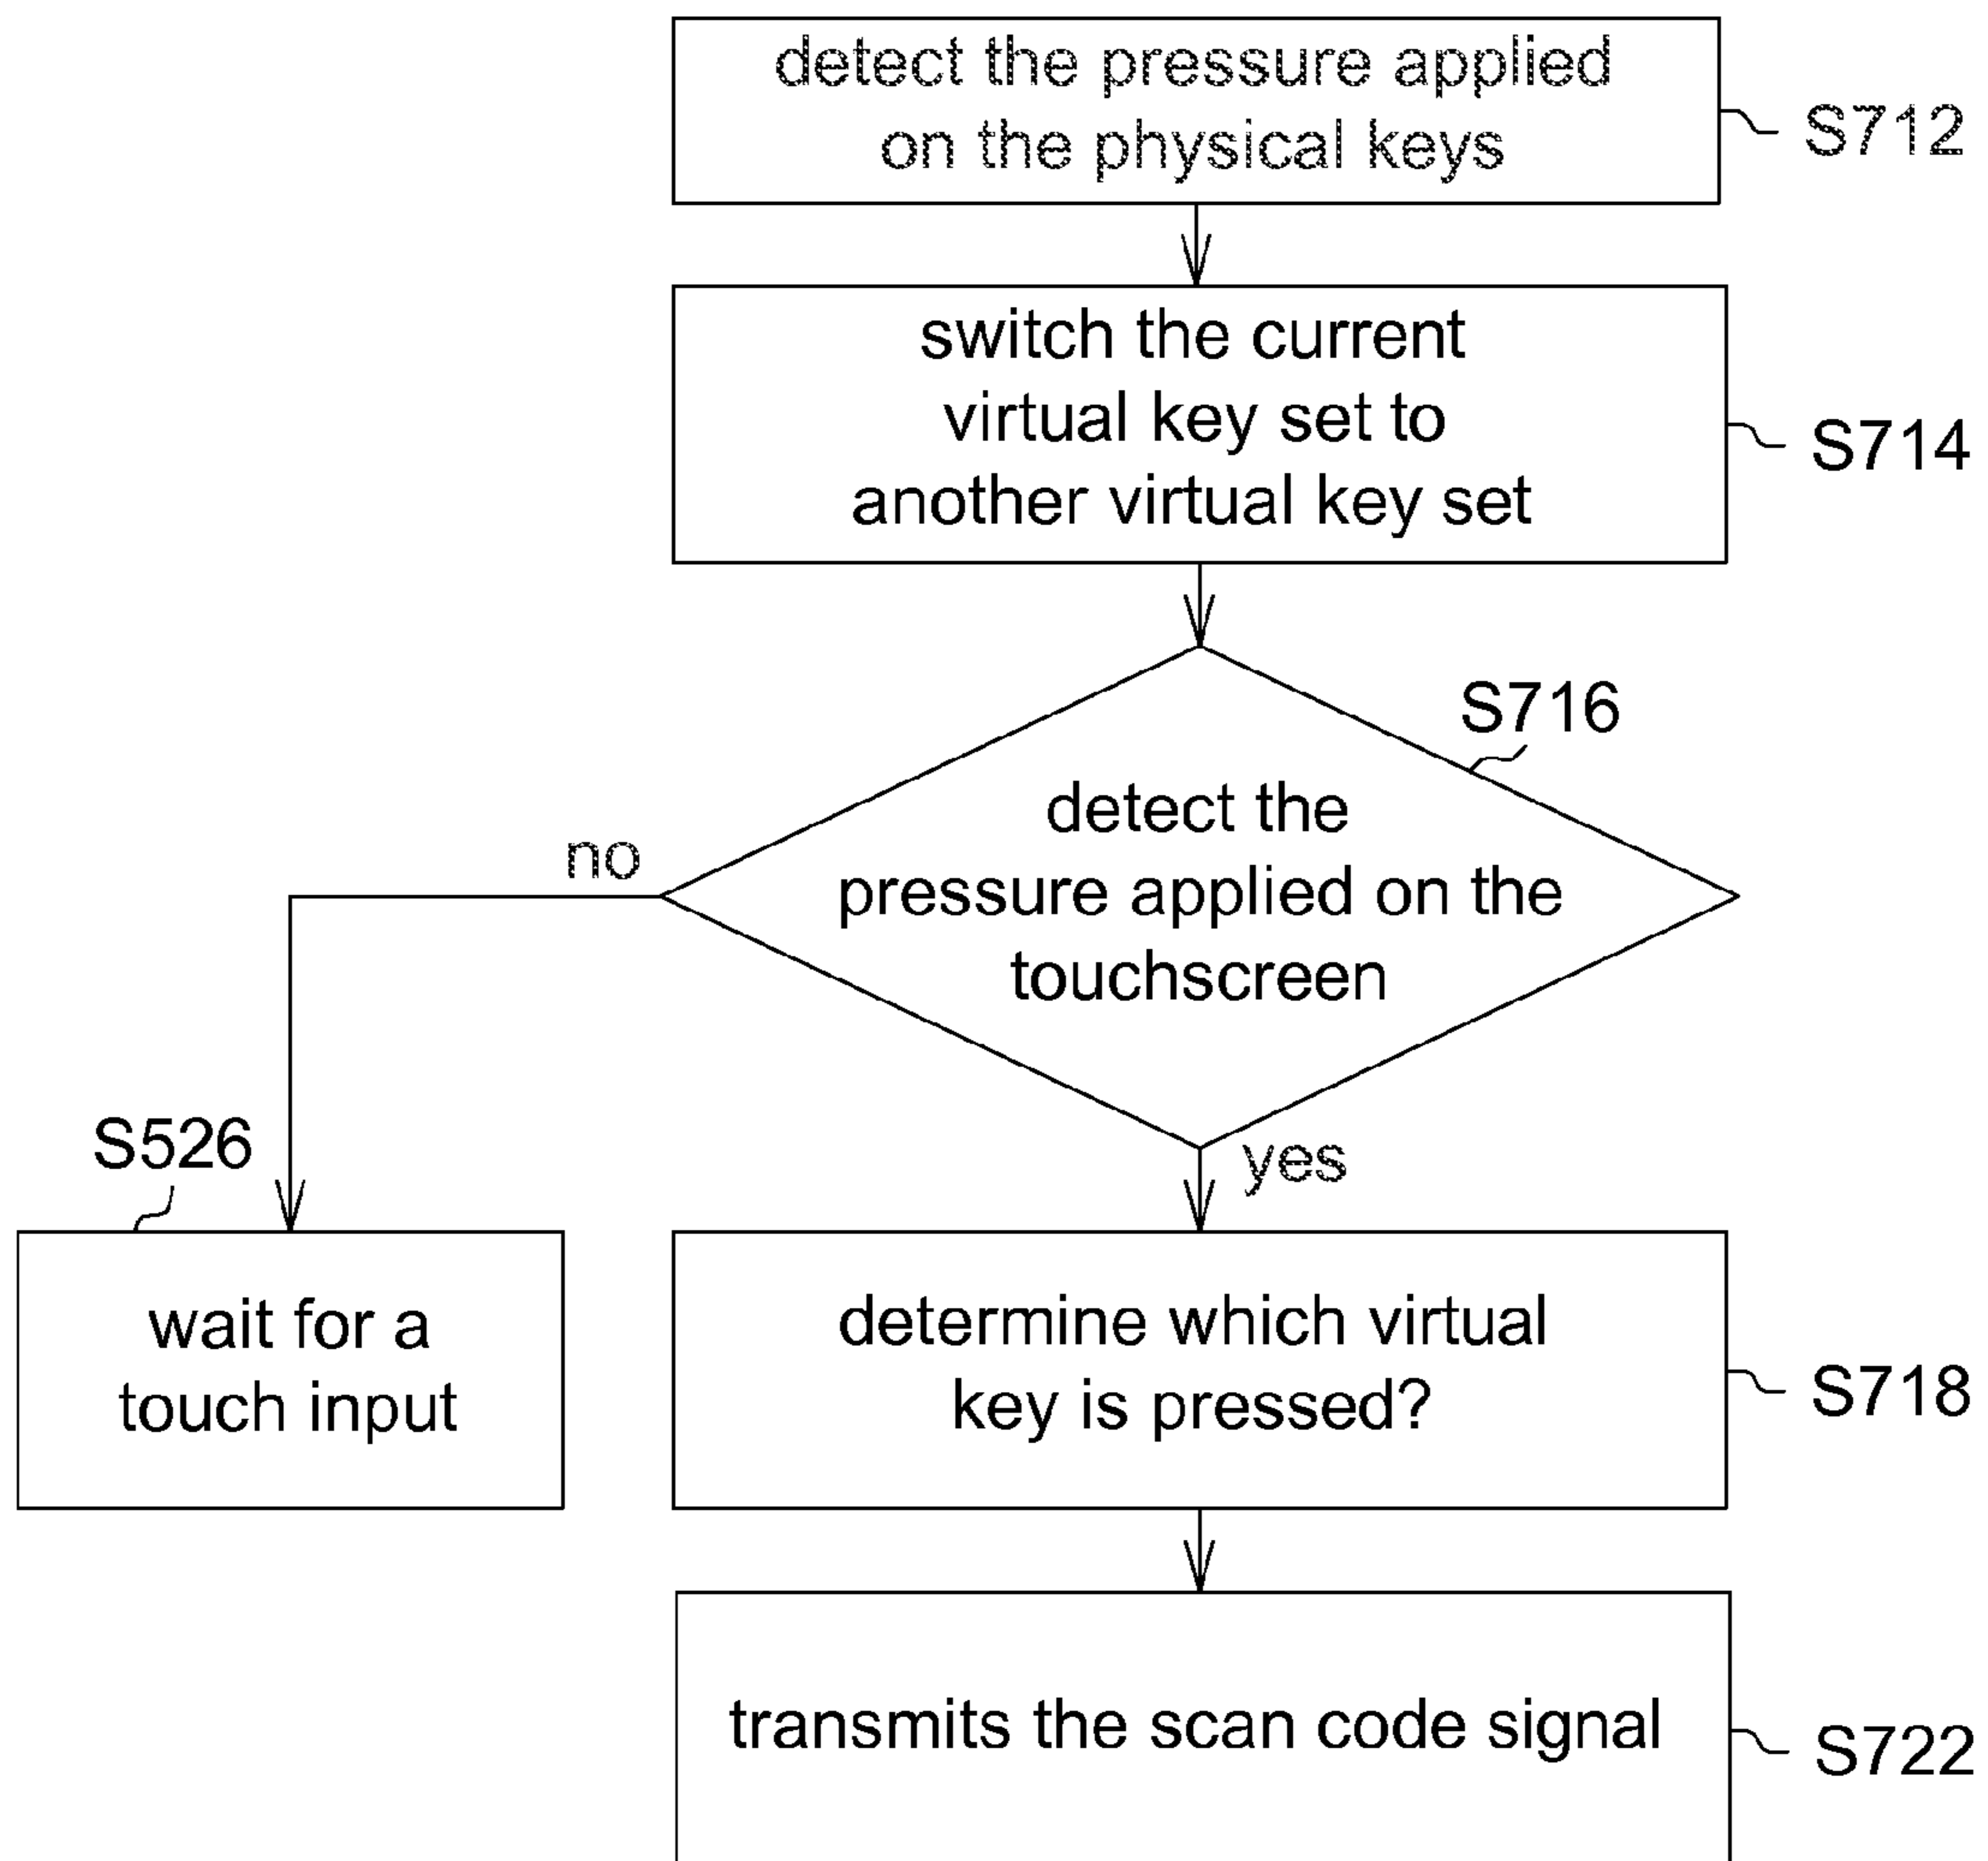 detect the pressure applied
on the physical keys
S712
switch the current
virtual key set to
another virtual key set
S714
S716
detect the
pressure applied on the
touchscreen
no
yes
S526
wait for a
touch input
determine which virtual
key is pressed?
S718
transmits the scan code signal
S722